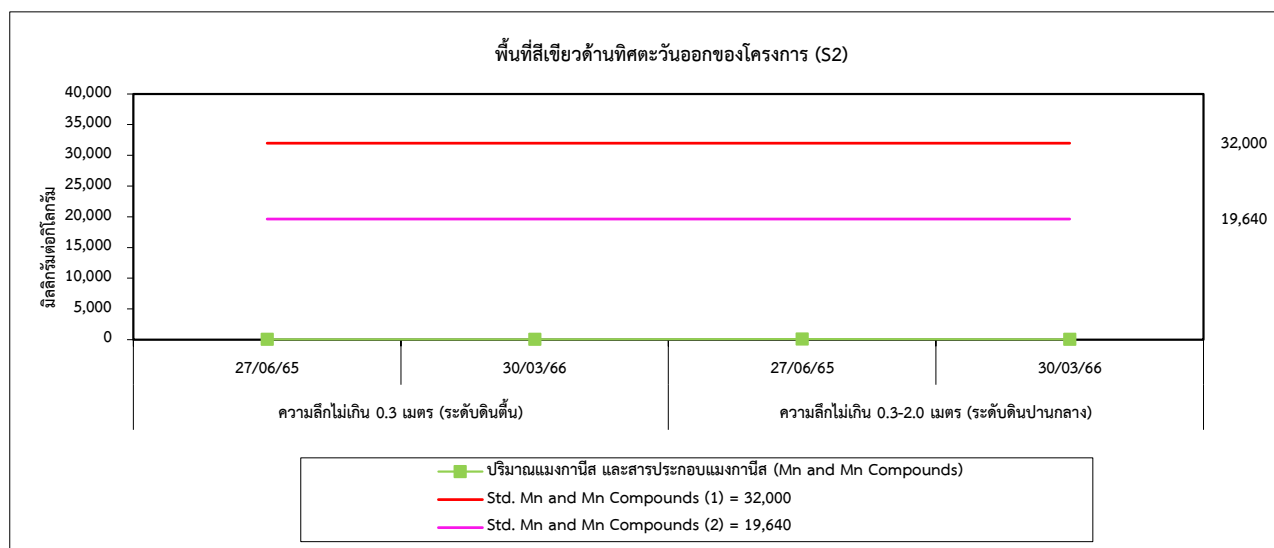 พื้นที่สีเขียวด้านทิศตะวันออกของโครงการ (S2)
มิลลิกรัมต่อกิโลกรัม
40,000
35,000
30,000
25,000
20,000
15,000
10,000
5,000
0
32,000
19,640
27/06/65 30/03/66 27/06/65 30/03/66
ความลึกไม่เกิน 0.3 เมตร (ระดับดินตื้น) ความลึกไม่เกิน 0.3-2.0 เมตร (ระดับดินปานกลาง)
ปริมาณแมงกานีส และสารประกอบแมงกานีส (Mn and Mn Compounds)
Std. Mn and Mn Compounds (1) = 32,000
Std. Mn and Mn Compounds (2) = 19,640